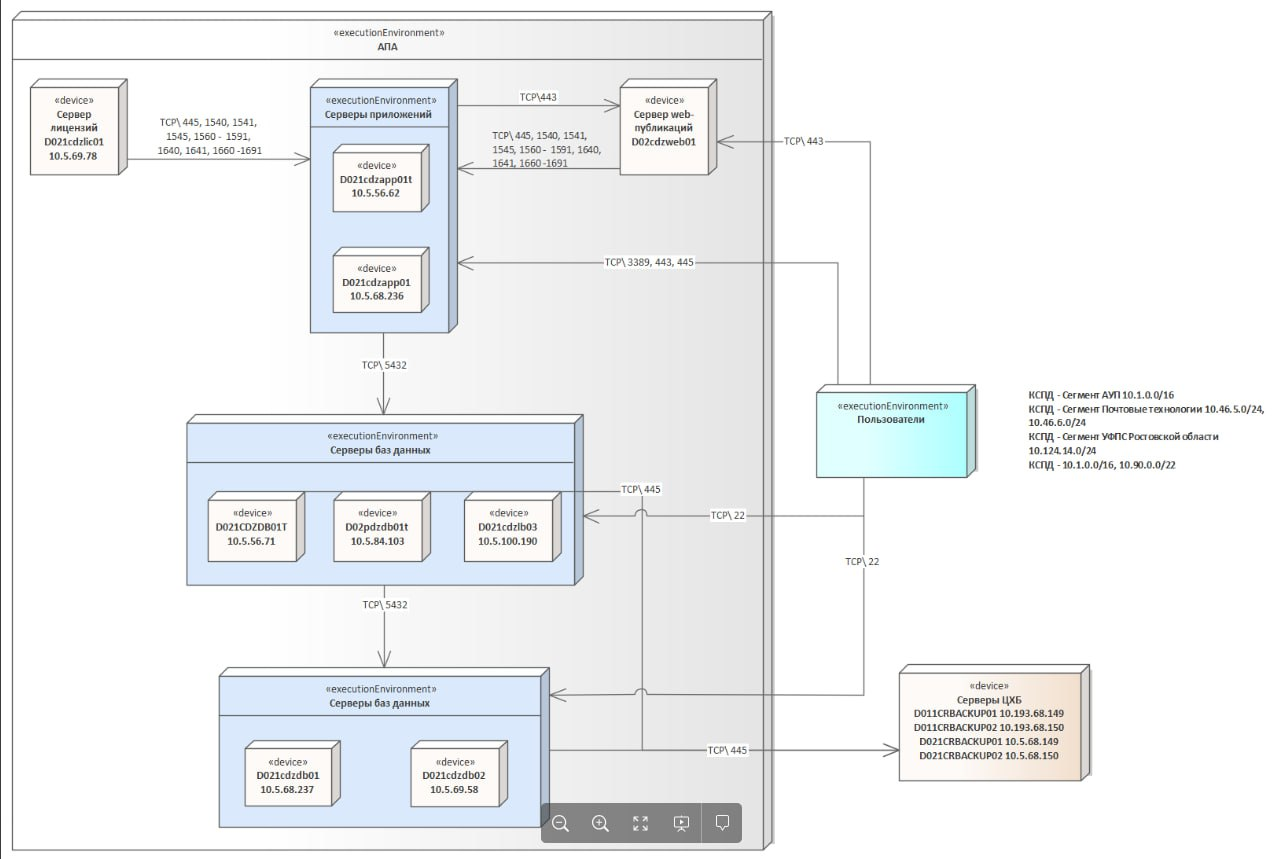 «executionEnvironment»
АПА
«device»
Сервер
лицензий
D021cdzlic01
10.5.69.78
TCP\ 445, 1540, 1541,
1545, 1560 - 1591,
1640, 1641, 1660 -1691
«executionEnvironment»
Серверы приложений
«device»
D021cdzapp01t
10.5.56.62
«device»
D021cdzapp01
10.5.68.236
TCP\443
TCP\ 445, 1540, 1541,
1545, 1560 - 1591, 1640,
1641, 1660 -1691
«device»
Сервер web-
публикаций
D02cdzweb01
TCP\ 443
TCP\ 3389, 443, 445
TCP\ 5432
«executionEnvironment»
Пользователи
КСПД - Сегмент АУП 10.1.0.0/16
КСПД - Сегмент Почтовые технологии 10.46.5.0/24,
10.46.6.0/24
КСПД - Сегмент УФПС Ростовской области
10.124.14.0/24
КСПД - 10.1.0.0/16, 10.90.0.0/22
«executionEnvironment»
Серверы баз данных
«device»
D021CDZDB01T
10.5.56.71
«device»
D02pdzdb01t
10.5.84.103
«device»
D021cdzlb03
10.5.100.190
TCP\ 445
TCP\ 22
TCP\ 22
TCP\ 5432
«executionEnvironment»
Серверы баз данных
«device»
D021cdzdb01
10.5.68.237
«device»
D021cdzdb02
10.5.69.58
TCP\ 445
«device»
Серверы ЦХБ
D011CRBACKUP01 10.193.68.149
D011CRBACKUP02 10.193.68.150
D021CRBACKUP01 10.5.68.149
D021CRBACKUP02 10.5.68.150